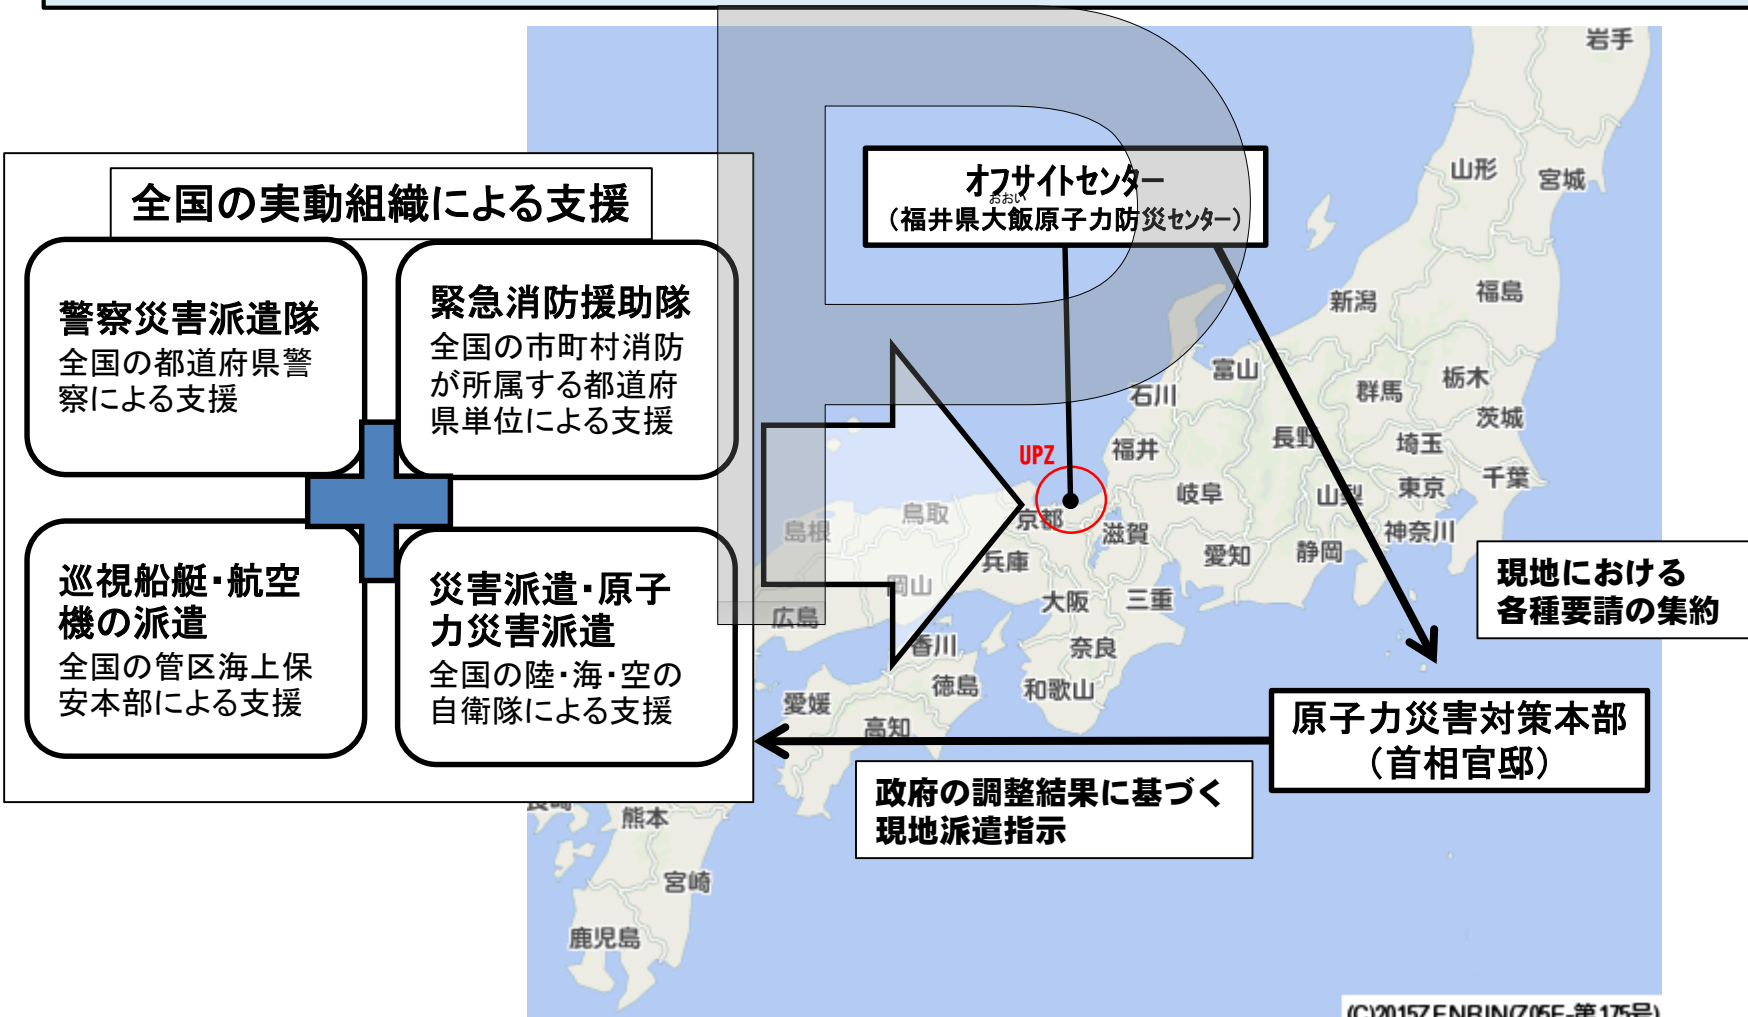 全国の実動組織による支援
警察災害派遣隊
全国の都道府県警
察による支援
緊急消防援助隊
全国の市町村消防
が所属する都道府
県単位による支援
巡視船艇・航空
機の派遣
全国の管区海上保
安本部による支援
災害派遣・原子
力災害派遣
全国の陸・海・空の
自衛隊による支援
オフサイトセンター
おおい
（福井県大飯原子力防災センター）
UPZ
現地における
各種要請の集約
原子力災害対策本部
（首相官邸）
政府の調整結果に基づく
現地派遣指示
岩手
山形
宮城
新潟
福島
富山
石川
群馬
栃木
茨城
福井
長野
埼玉
千葉
岐阜
山梨
東京
神奈川
島根
鳥取
京都
滋賀
愛知
静岡
兵庫
岡山
広島
大阪
三重
香川
奈良
徳島
和歌山
愛媛
高知
長崎
熊本
宮崎
鹿児島
(C)2015ZENRIN(Z05E-第175号)